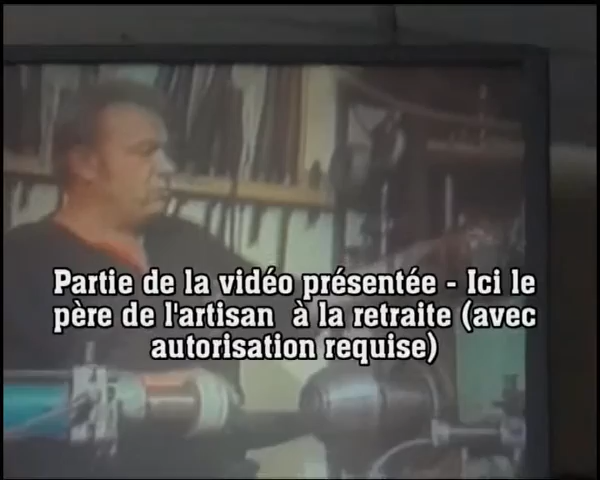 Partie de la vidéo présentée - Ici le
père de l'artisan  à la retraite (avec
autorisation requise)